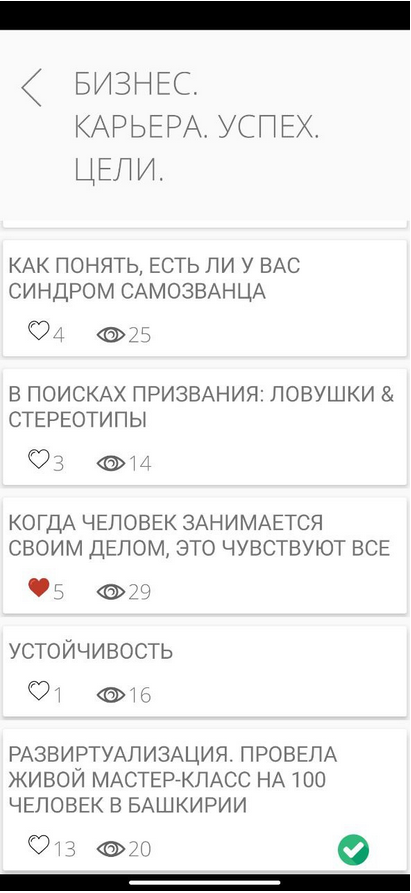 БИЗНЕС.
КАРЬЕРА. УСПЕХ.
ЦЕЛИ.
КАК ПОНЯТЬ, ЕСТЬ ЛИ У ВАС
СИНДРОМ САМОЗВАНЦА
4 25
В ПОИСКАХ ПРИЗВАНИЯ: ЛОВУШКИ &
СТЕРЕОТИПЫ
3 14
КОГДА ЧЕЛОВЕК ЗАНИМАЕТСЯ
СВОИМ ДЕЛОМ, ЭТО ЧУВСТВУЮТ ВСЕ
5 29
УСТОЙЧИВОСТЬ
1 16
РАЗВИРТУАЛИЗАЦИЯ. ПРОВЕЛА
ЖИВОЙ МАСТЕР-КЛАСС НА 100
ЧЕЛОВЕК В БАШКИРИИ
13 20